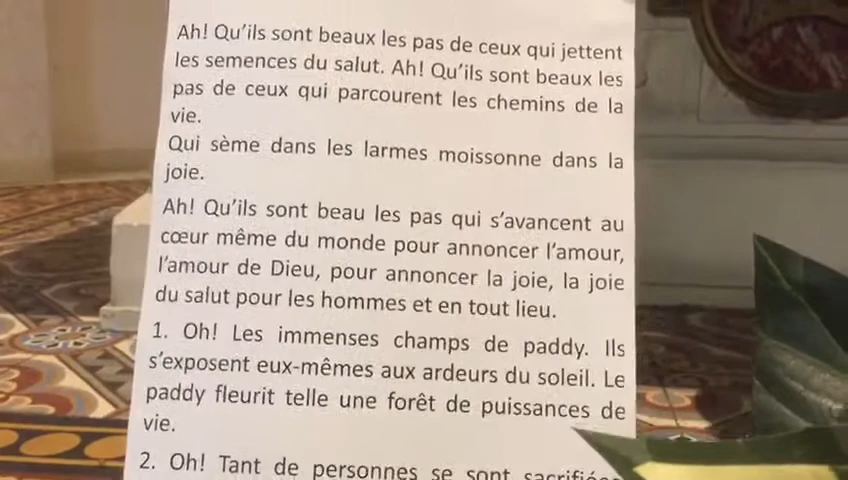 Ah! Qu'ils sont beaux les pas de ceux qui jettent
les semences du salut. Ah! Qu'ils sont beaux les
pas de ceux qui parcourent les chemins de la
vie.
Qui sème dans les larmes moissonne dans la
joie.
Ah! Qu'ils sont beau les pas qui s'avancent au
cœur même du monde pour annoncer l'amour,
l'amour de Dieu, pour annoncer la joie, la joie
du salut pour les hommes et en tout lieu.
1. Oh! Les immenses champs de paddy. Ils
s'exposent eux-mêmes aux ardeurs du soleil. Le
paddy fleurit telle une forêt de puissances de
vie.
2. Oh! Tant de personnes se sont